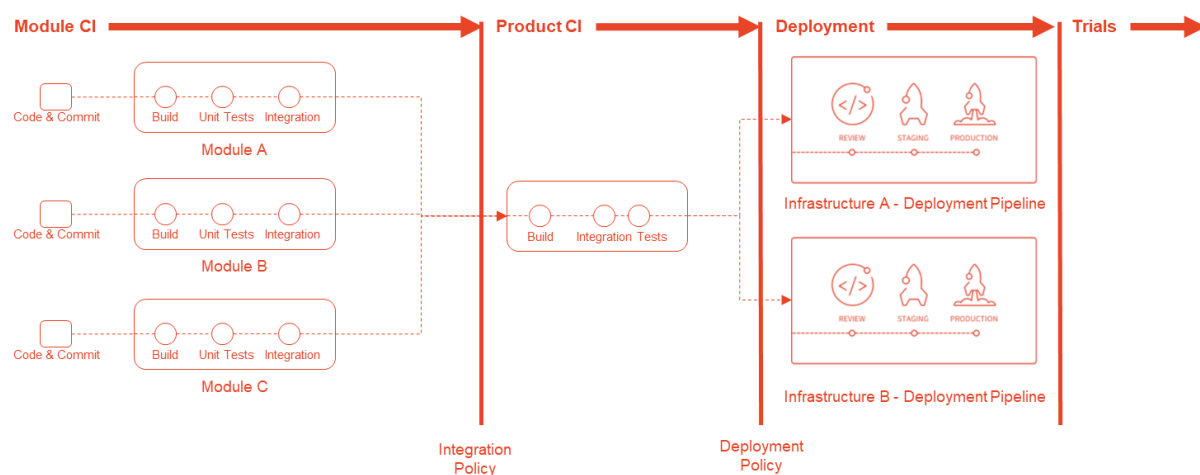 Module CI
Product CI
Deployment
Trials
Code & Commit
Build
Unit Tests
Integration
Module A
Code & Commit
Build
Unit Tests
Integration
Module B
Code & Commit
Build
Unit Tests
Integration
Module C
Build
Integration Tests
</>
REVIEW
STAGING
PRODUCTION
Infrastructure A - Deployment Pipeline
</>
REVIEW
STAGING
PRODUCTION
Infrastructure B - Deployment Pipeline
Integration
Policy
Deployment
Policy